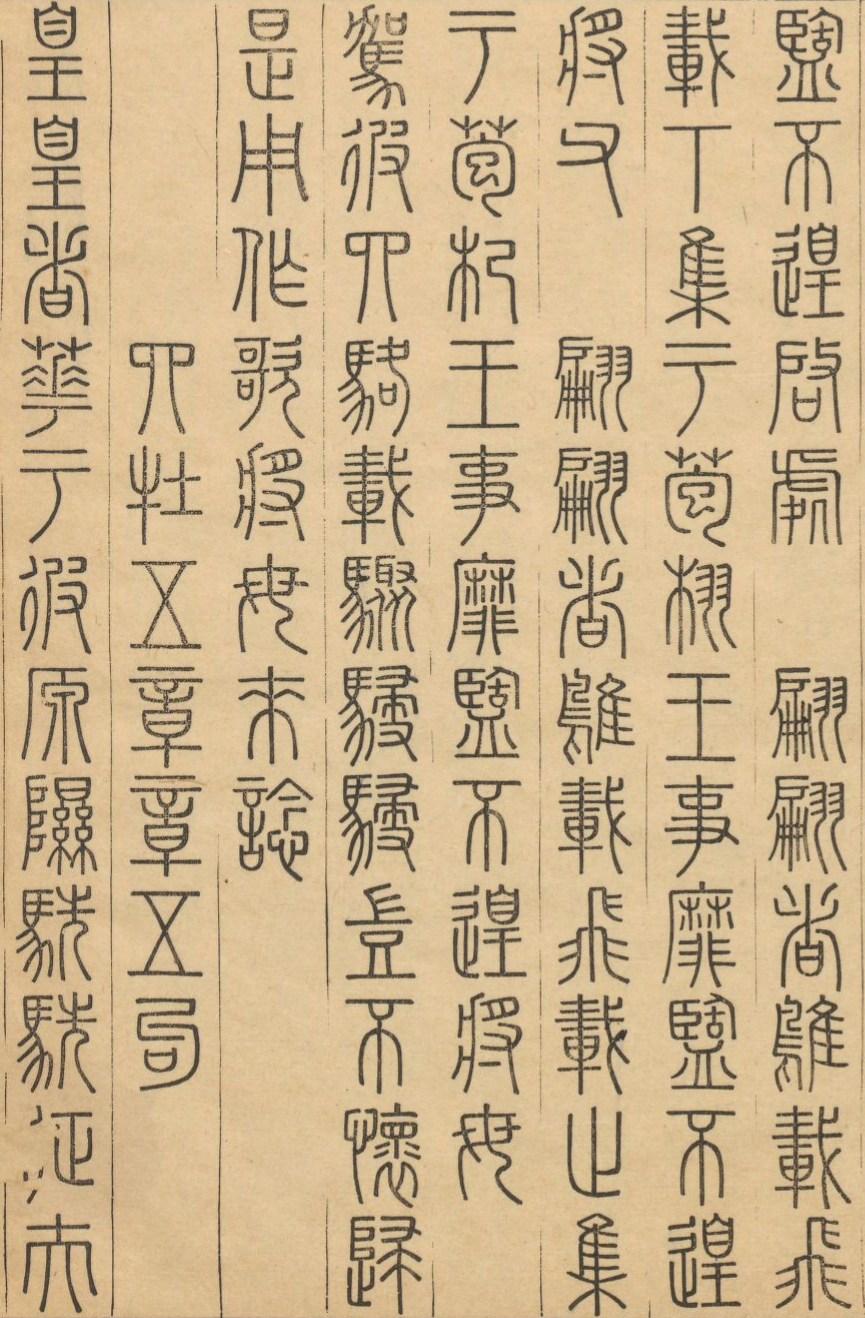 盬不遑啓處　翩翩者鵻載飛
載下集于苞栩王事靡盬不遑
將父　翩翩者鵻載飛載止集
于苞杞王事靡盬不遑將母
駕彼四駱載驟駸駸豈不懷歸
是用作歌將母來諗
四牡五章章五句
皇皇者華于彼原隰駪駪征夫